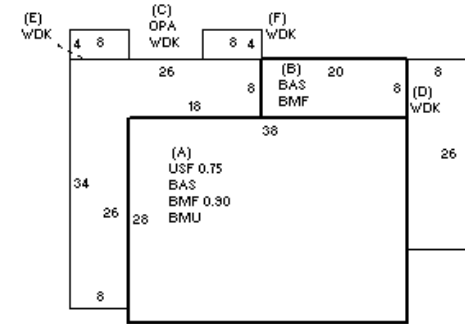 (E)
WDK
(C)
OPA
WDK
(F)
WDK
4 8
8 4
26
8
(B)
BAS
BMF
20
8
8
(D)
WDK
18
38
(A)
USF 0.75
BAS
BMF 0.90
BMU
26
34
26
28
8